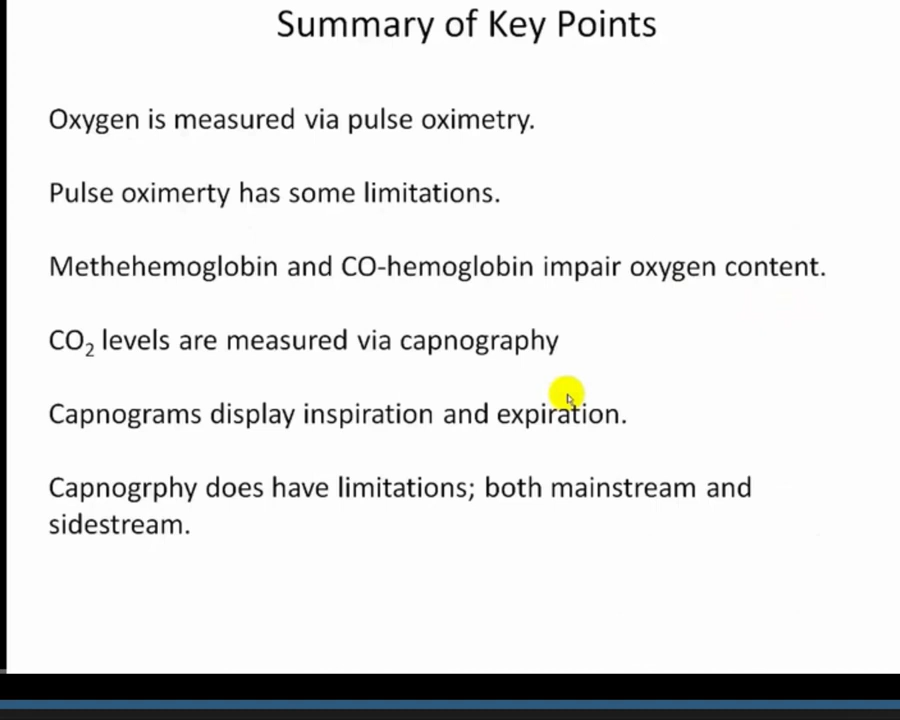 Summary of Key Points
Oxygen is measured via pulse oximetry.
Pulse oximerty has some limitations.
Methehemoglobin and CO-hemoglobin impair oxygen content.
CO₂ levels are measured via capnography
Capnograms display inspiration and expiration.
Capnogrphy does have limitations; both mainstream and
sidestream.